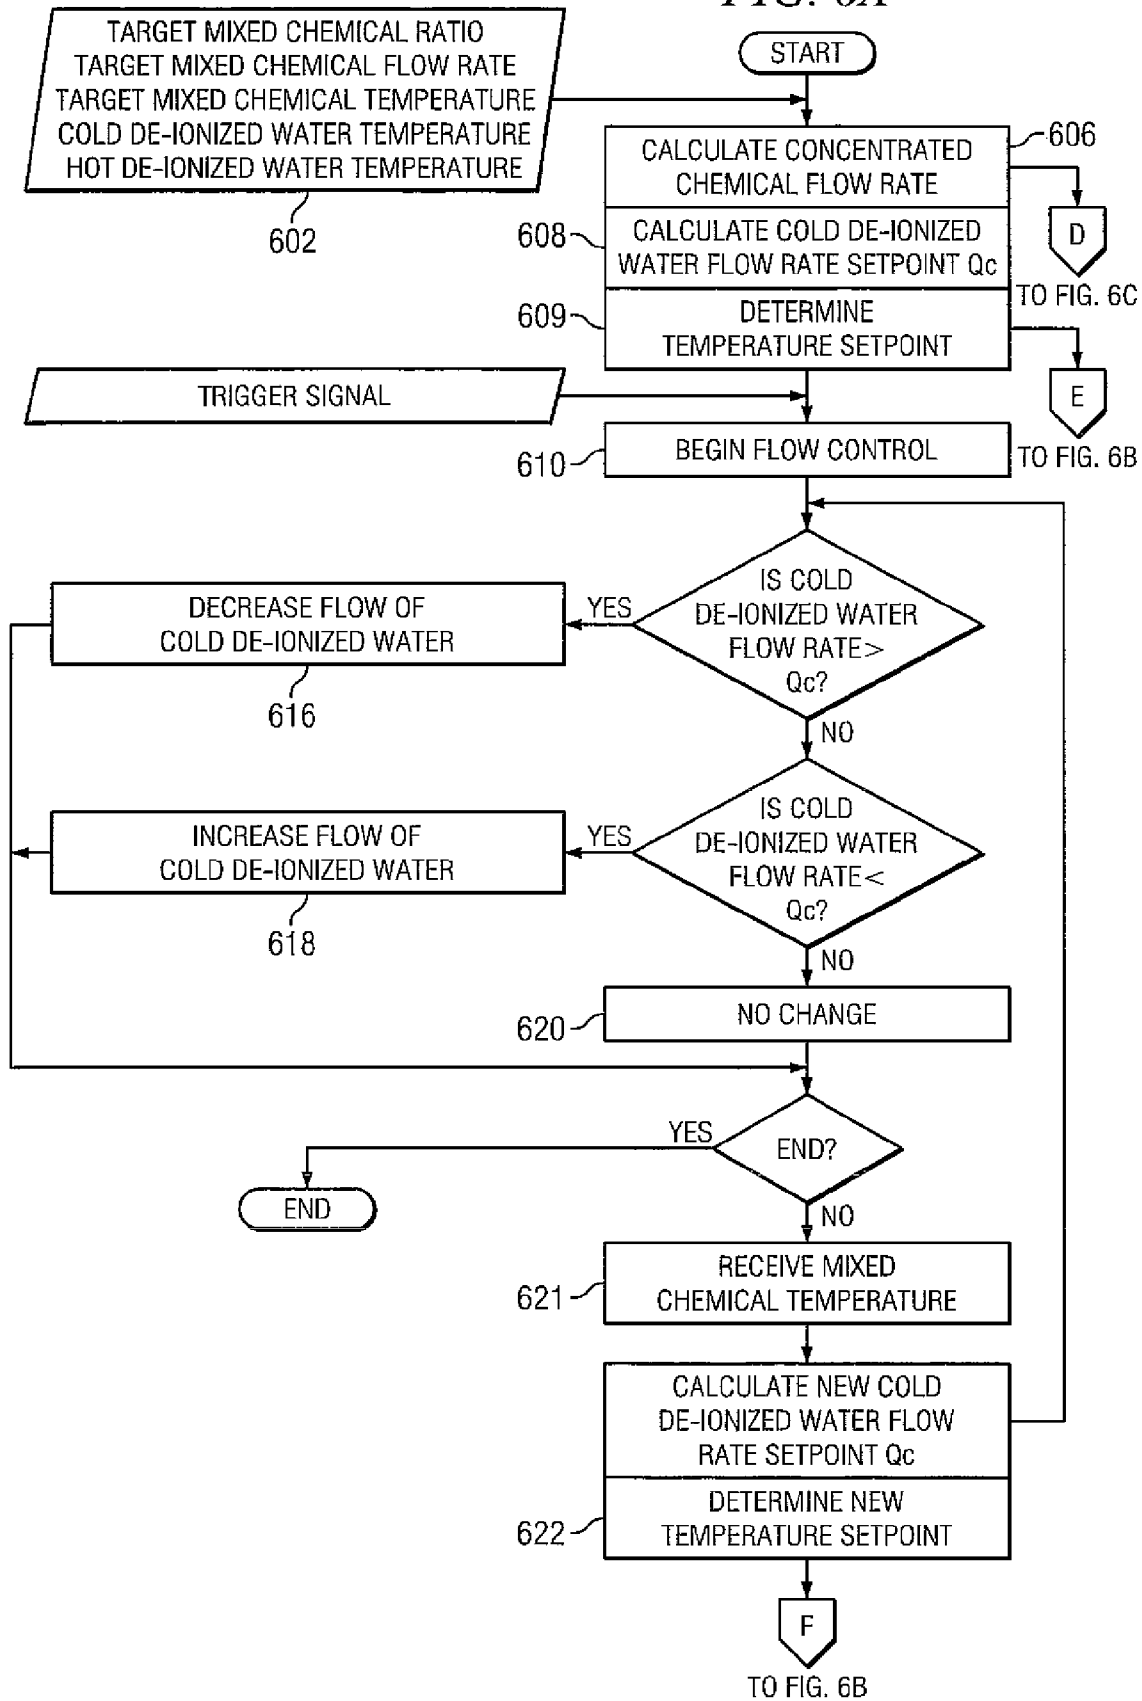 FIG. 6A
TARGET MIXED CHEMICAL RATIO
TARGET MIXED CHEMICAL FLOW RATE
TARGET MIXED CHEMICAL TEMPERATURE
COLD DE-IONIZED WATER TEMPERATURE
HOT DE-IONIZED WATER TEMPERATURE
602
START
CALCULATE CONCENTRATED
CHEMICAL FLOW RATE
606
D
TO FIG. 6C
608
CALCULATE COLD DE-IONIZED
WATER FLOW RATE SETPOINT Qc
609
DETERMINE
TEMPERATURE SETPOINT
E
TO FIG. 6B
TRIGGER SIGNAL
610
BEGIN FLOW CONTROL
IS COLD
DE-IONIZED WATER
FLOW RATE>
Qc?
YES
DECREASE FLOW OF
COLD DE-IONIZED WATER
616
NO
IS COLD
DE-IONIZED WATER
FLOW RATE<
Qc?
YES
INCREASE FLOW OF
COLD DE-IONIZED WATER
618
NO
620
NO CHANGE
END?
YES
END
NO
621
RECEIVE MIXED
CHEMICAL TEMPERATURE
CALCULATE NEW COLD
DE-IONIZED WATER FLOW
RATE SETPOINT Qc
622
DETERMINE NEW
TEMPERATURE SETPOINT
F
TO FIG. 6B